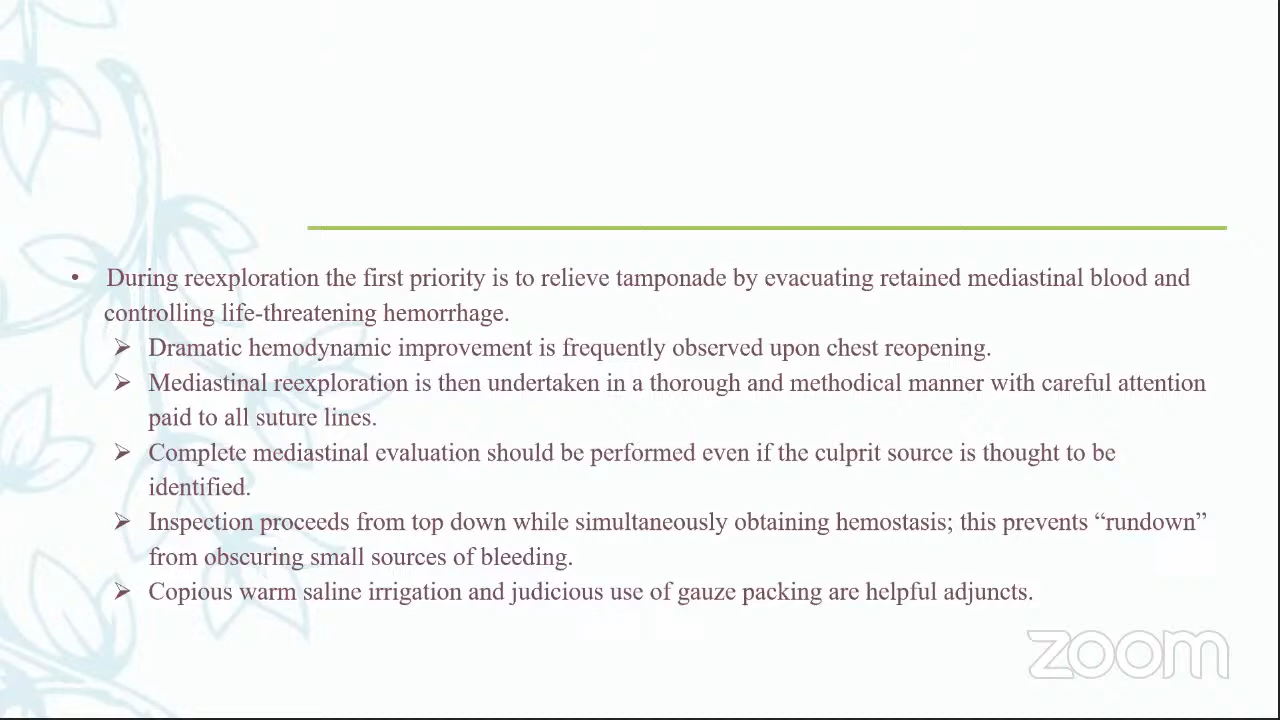 • During reexploration the first priority is to relieve tamponade by evacuating retained mediastinal blood and
controlling life-threatening hemorrhage.
➢ Dramatic hemodynamic improvement is frequently observed upon chest reopening.
➢ Mediastinal reexploration is then undertaken in a thorough and methodical manner with careful attention
paid to all suture lines.
➢ Complete mediastinal evaluation should be performed even if the culprit source is thought to be
identified.
➢ Inspection proceeds from top down while simultaneously obtaining hemostasis; this prevents “rundown”
from obscuring small sources of bleeding.
➢ Copious warm saline irrigation and judicious use of gauze packing are helpful adjuncts.
zoom